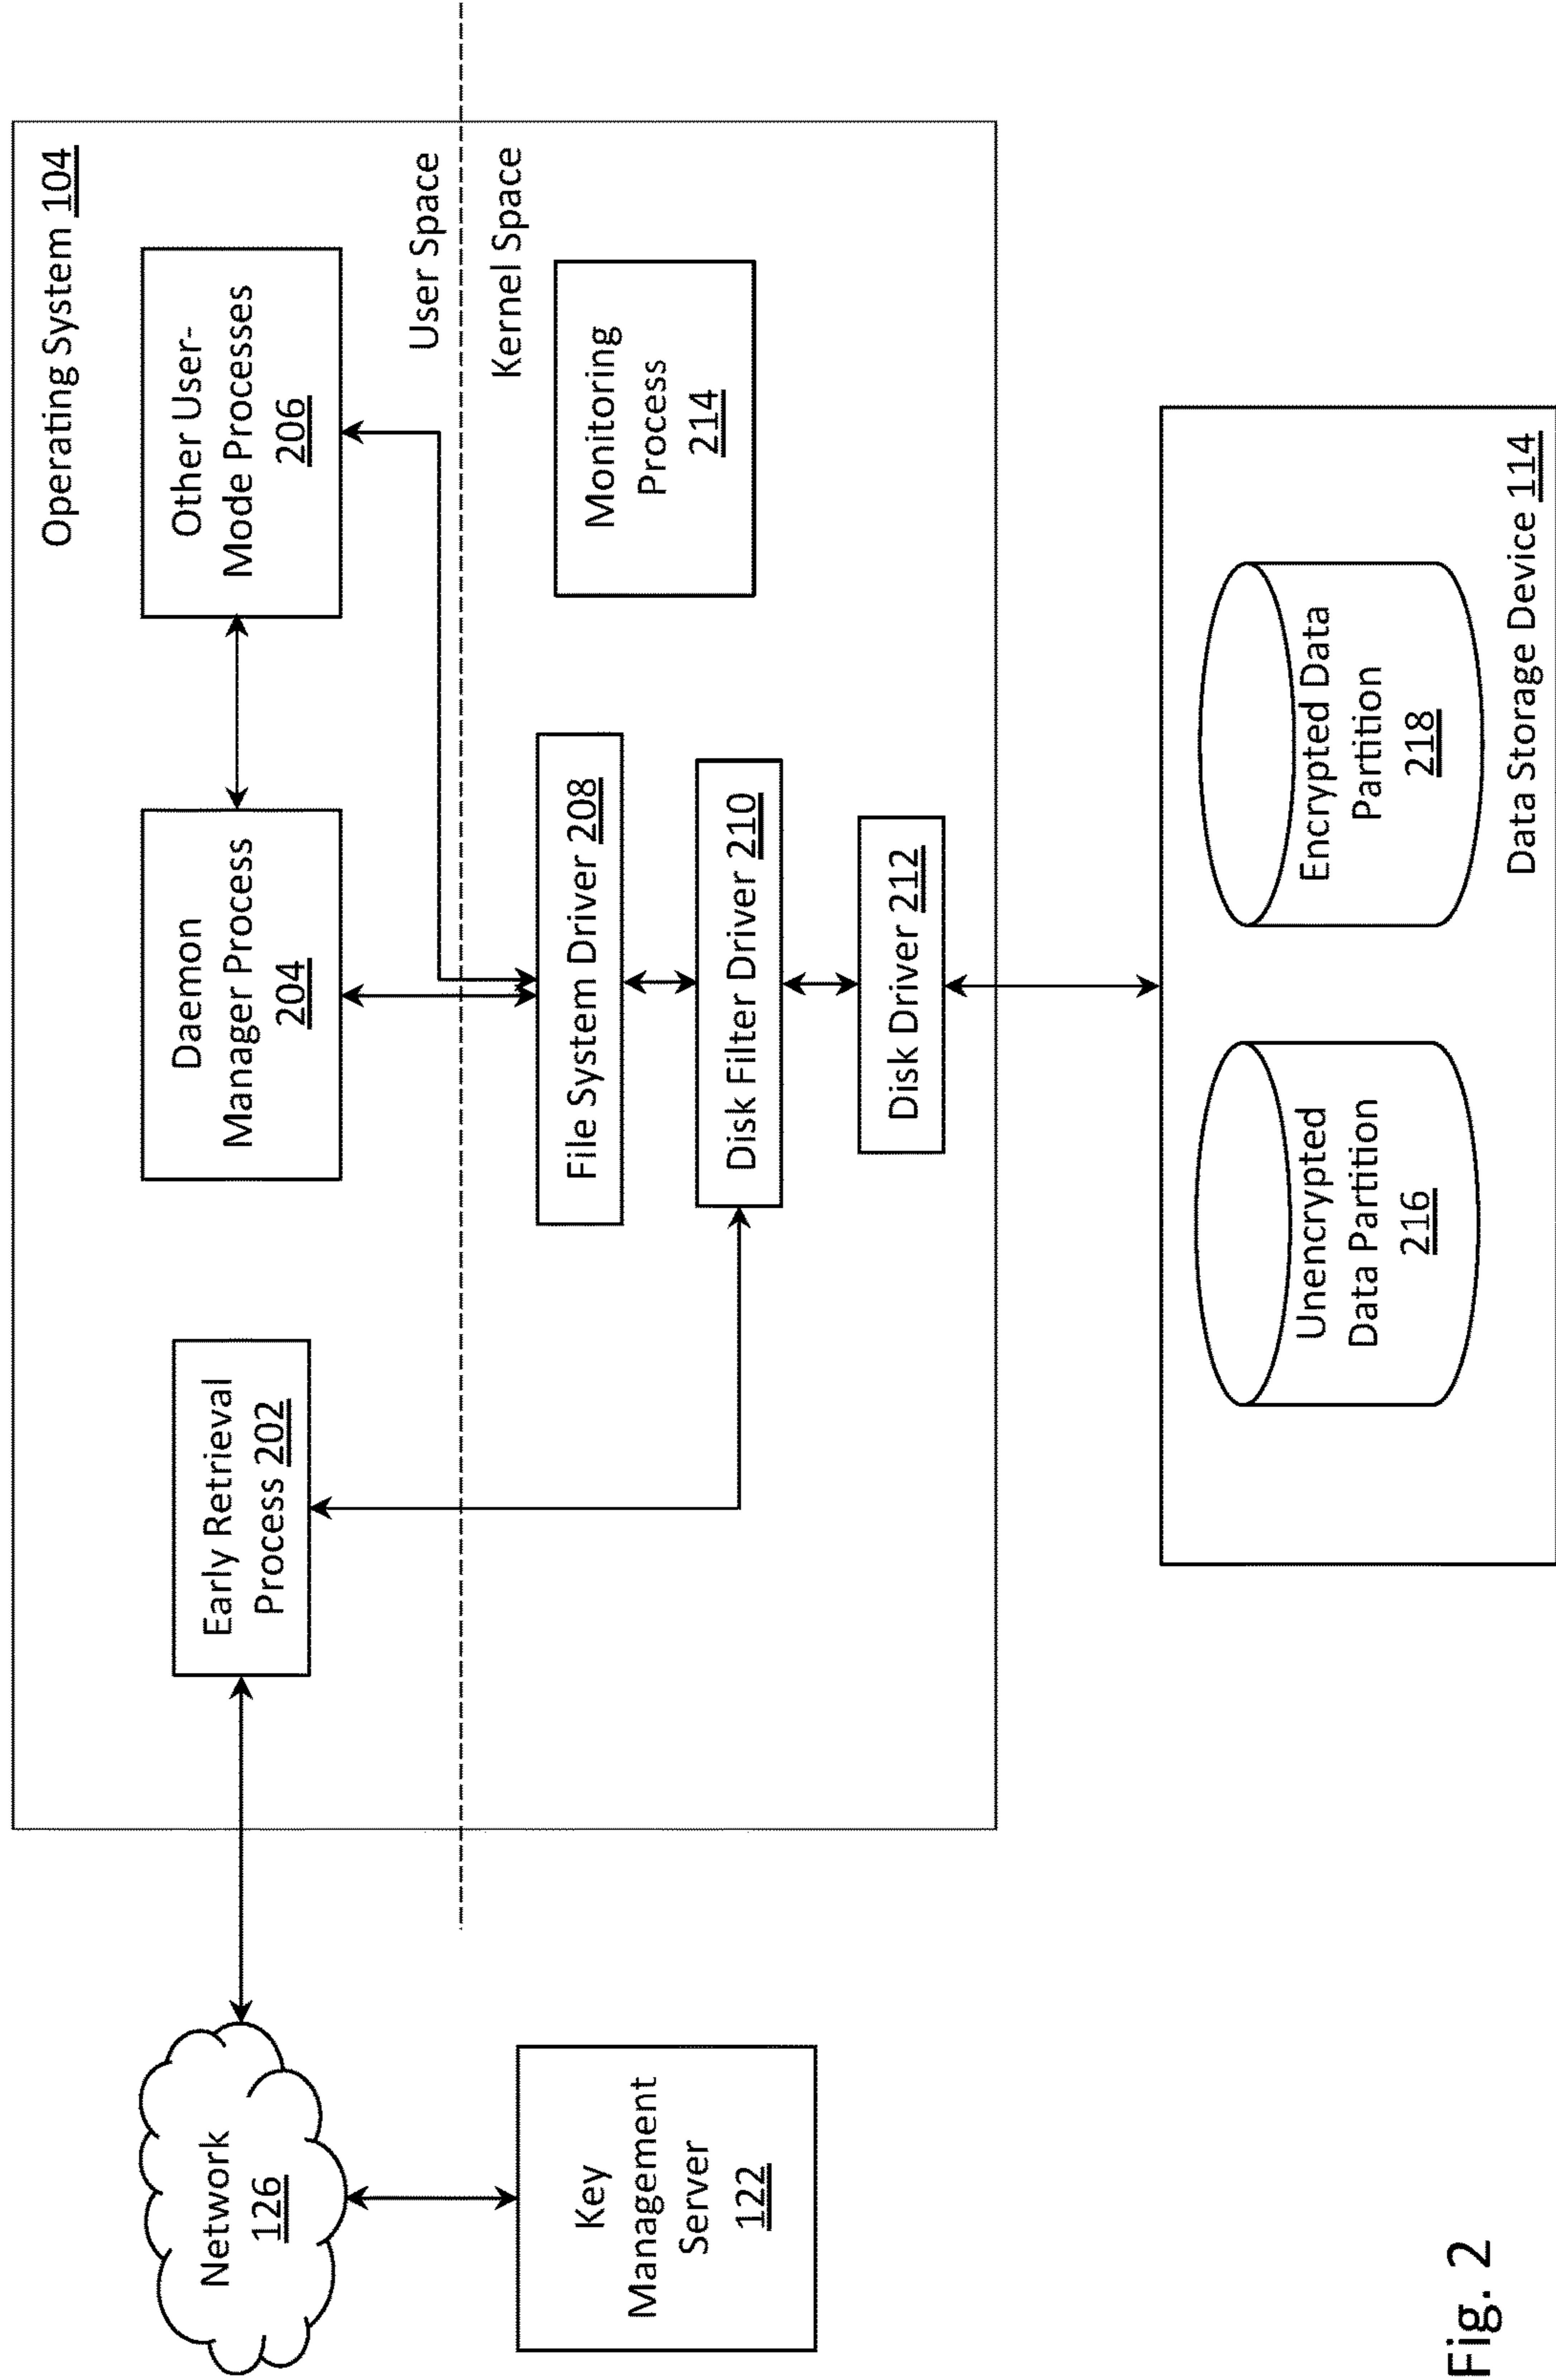 Operating System 104
Network
126
Early Retrieval
Process 202
Daemon
Manager Process
204
Other User-
Mode Processes
206
User Space
Kernel Space
Key
Management
Server
122
File System Driver 208
Disk Filter Driver 210
Disk Driver 212
Monitoring
Process
214
Unencrypted
Data Partition
216
Encrypted Data
Partition
218
Data Storage Device 114
Fig. 2